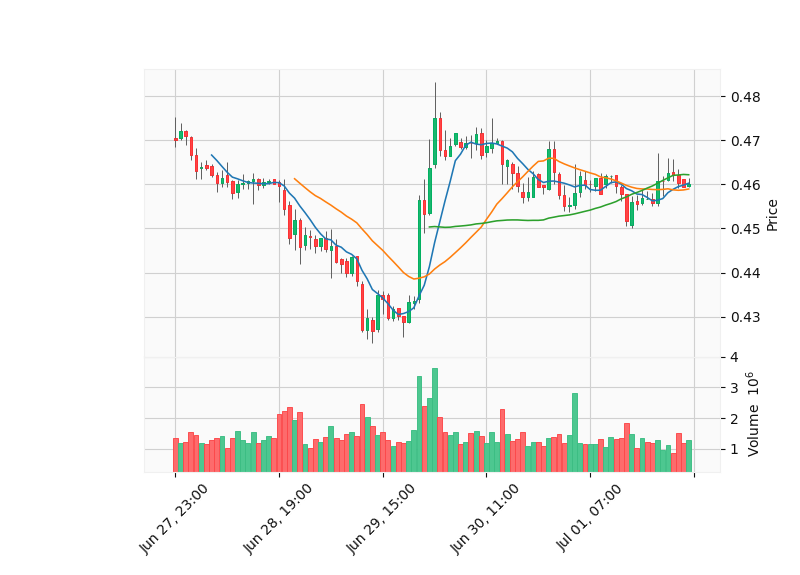 0.48
0.47
0.46
0.45
0.44
0.43
Price
4
3
2
1
Volume 10^6
Jun 27, 23:00
Jun 28, 19:00
Jun 29, 15:00
Jun 30, 11:00
Jul 01, 07:00